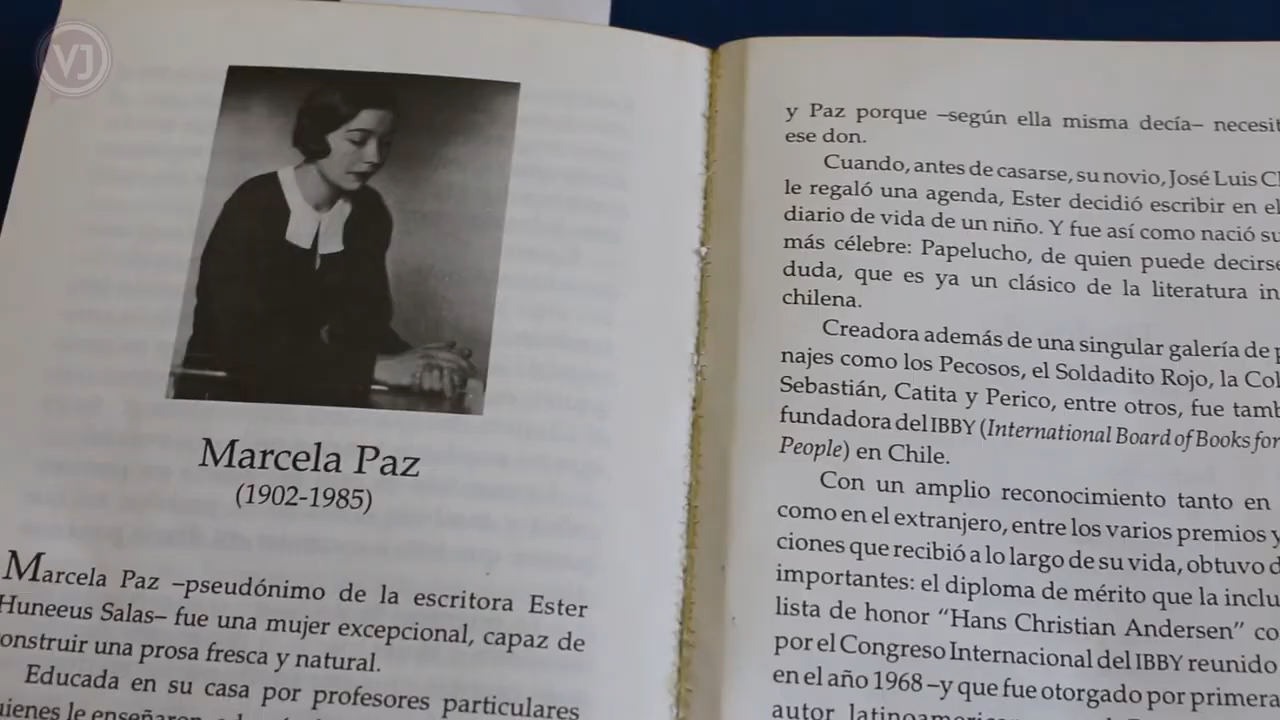 VJ
Marcela Paz
(1902-1985)
Marcela Paz –pseudónimo de la escritora Ester
Huneeus Salas– fue una mujer excepcional, capaz de
onstruir una prosa fresca y natural.
Educada en su casa por profesores particulares
uienes le enseñaron
y Paz porque –según ella misma decía– necesit
ese don.
Cuando, antes de casarse, su novio, José Luis Cl
le regaló una agenda, Ester decidió escribir en el
diario de vida de un niño. Y fue así como nació su
más célebre: Papelucho, de quien puede decirse
duda, que es ya un clásico de la literatura in
chilena.
Creadora además de una singular galería de p
najes como los Pecosos, el Soldadito Rojo, la Col
Sebastián, Catita y Perico, entre otros, fue tamb
fundadora del IBBY (International Board of Books for
People) en Chile.
Con un amplio reconocimiento tanto en
como en el extranjero, entre los varios premios y
ciones que recibió a lo largo de su vida, obtuvo d
importantes: el diploma de mérito que la inclu
lista de honor “Hans Christian Andersen” co
por el Congreso Internacional del IBBY reunido
en el año 1968 –y que fue otorgado por primera
autor latinoameric